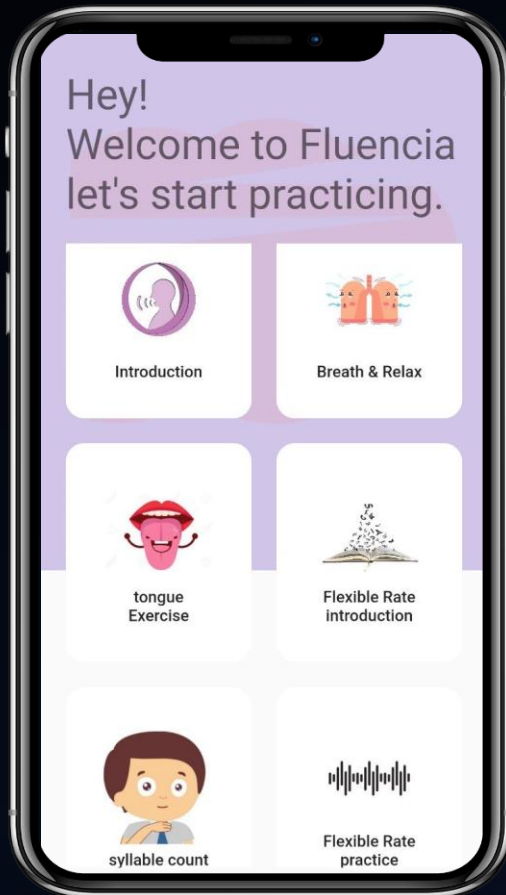 Hey!
Welcome to Fluencia
let's start practicing.
Introduction
Breath & Relax
tongue
Exercise
Flexible Rate
introduction
syllable count
Flexible Rate
practice